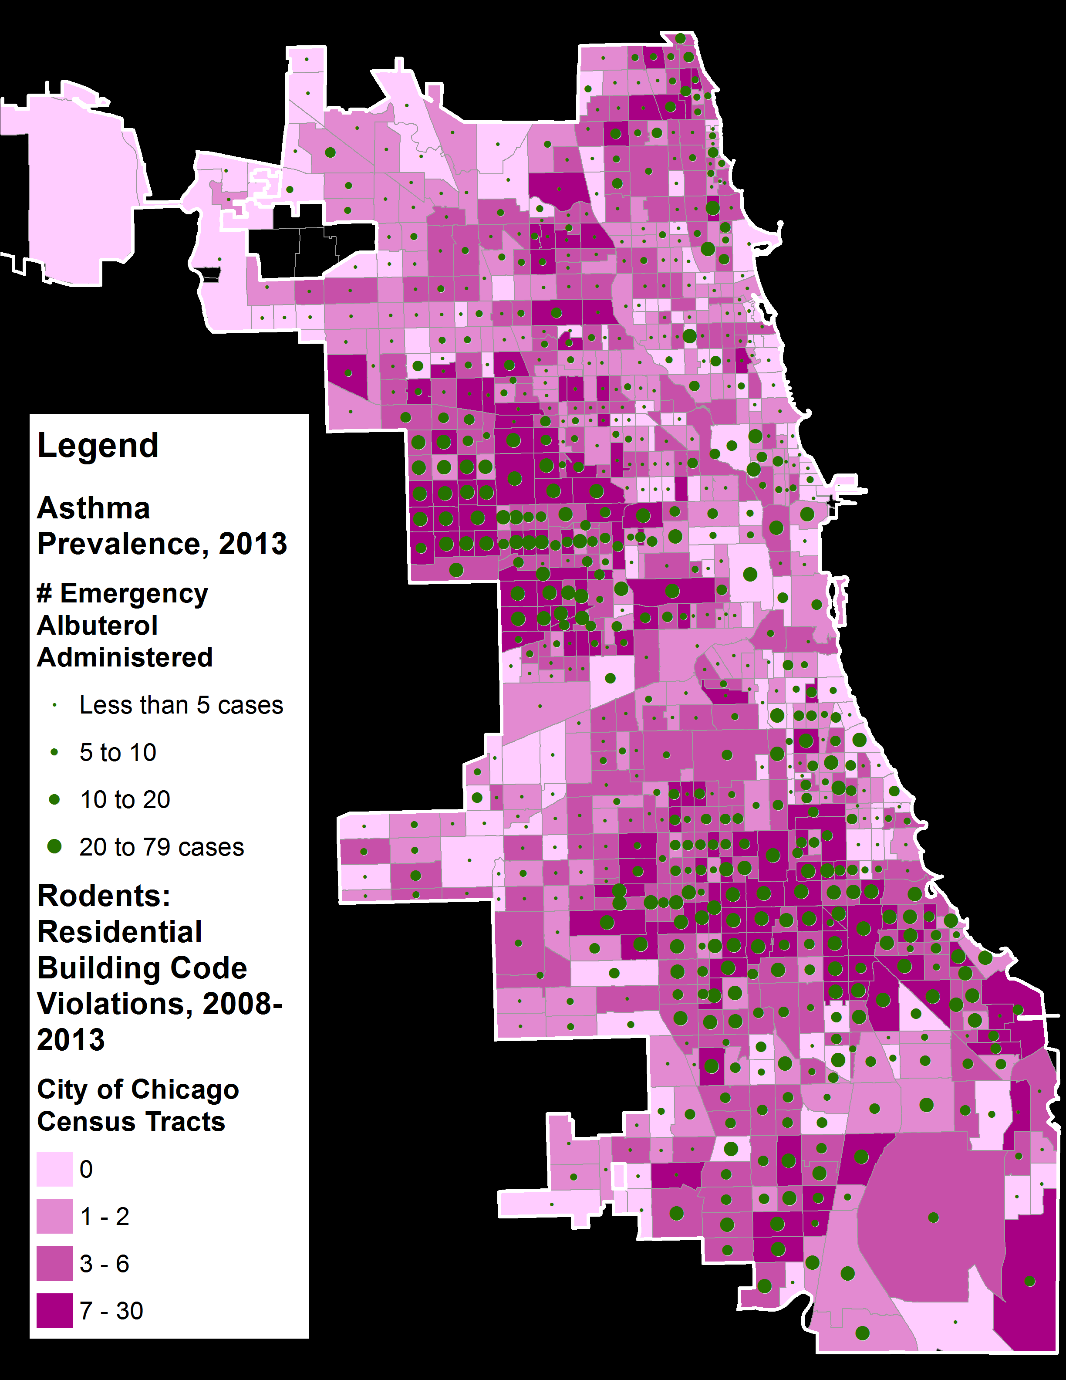 Legend
Asthma
Prevalence, 2013
# Emergency
Albuterol
Administered
Less than 5 cases
5 to 10
10 to 20
20 to 79 cases
Rodents:
Residential
Building Code
Violations, 2008-
2013
City of Chicago
Census Tracts
0
1 - 2
3 - 6
7 - 30